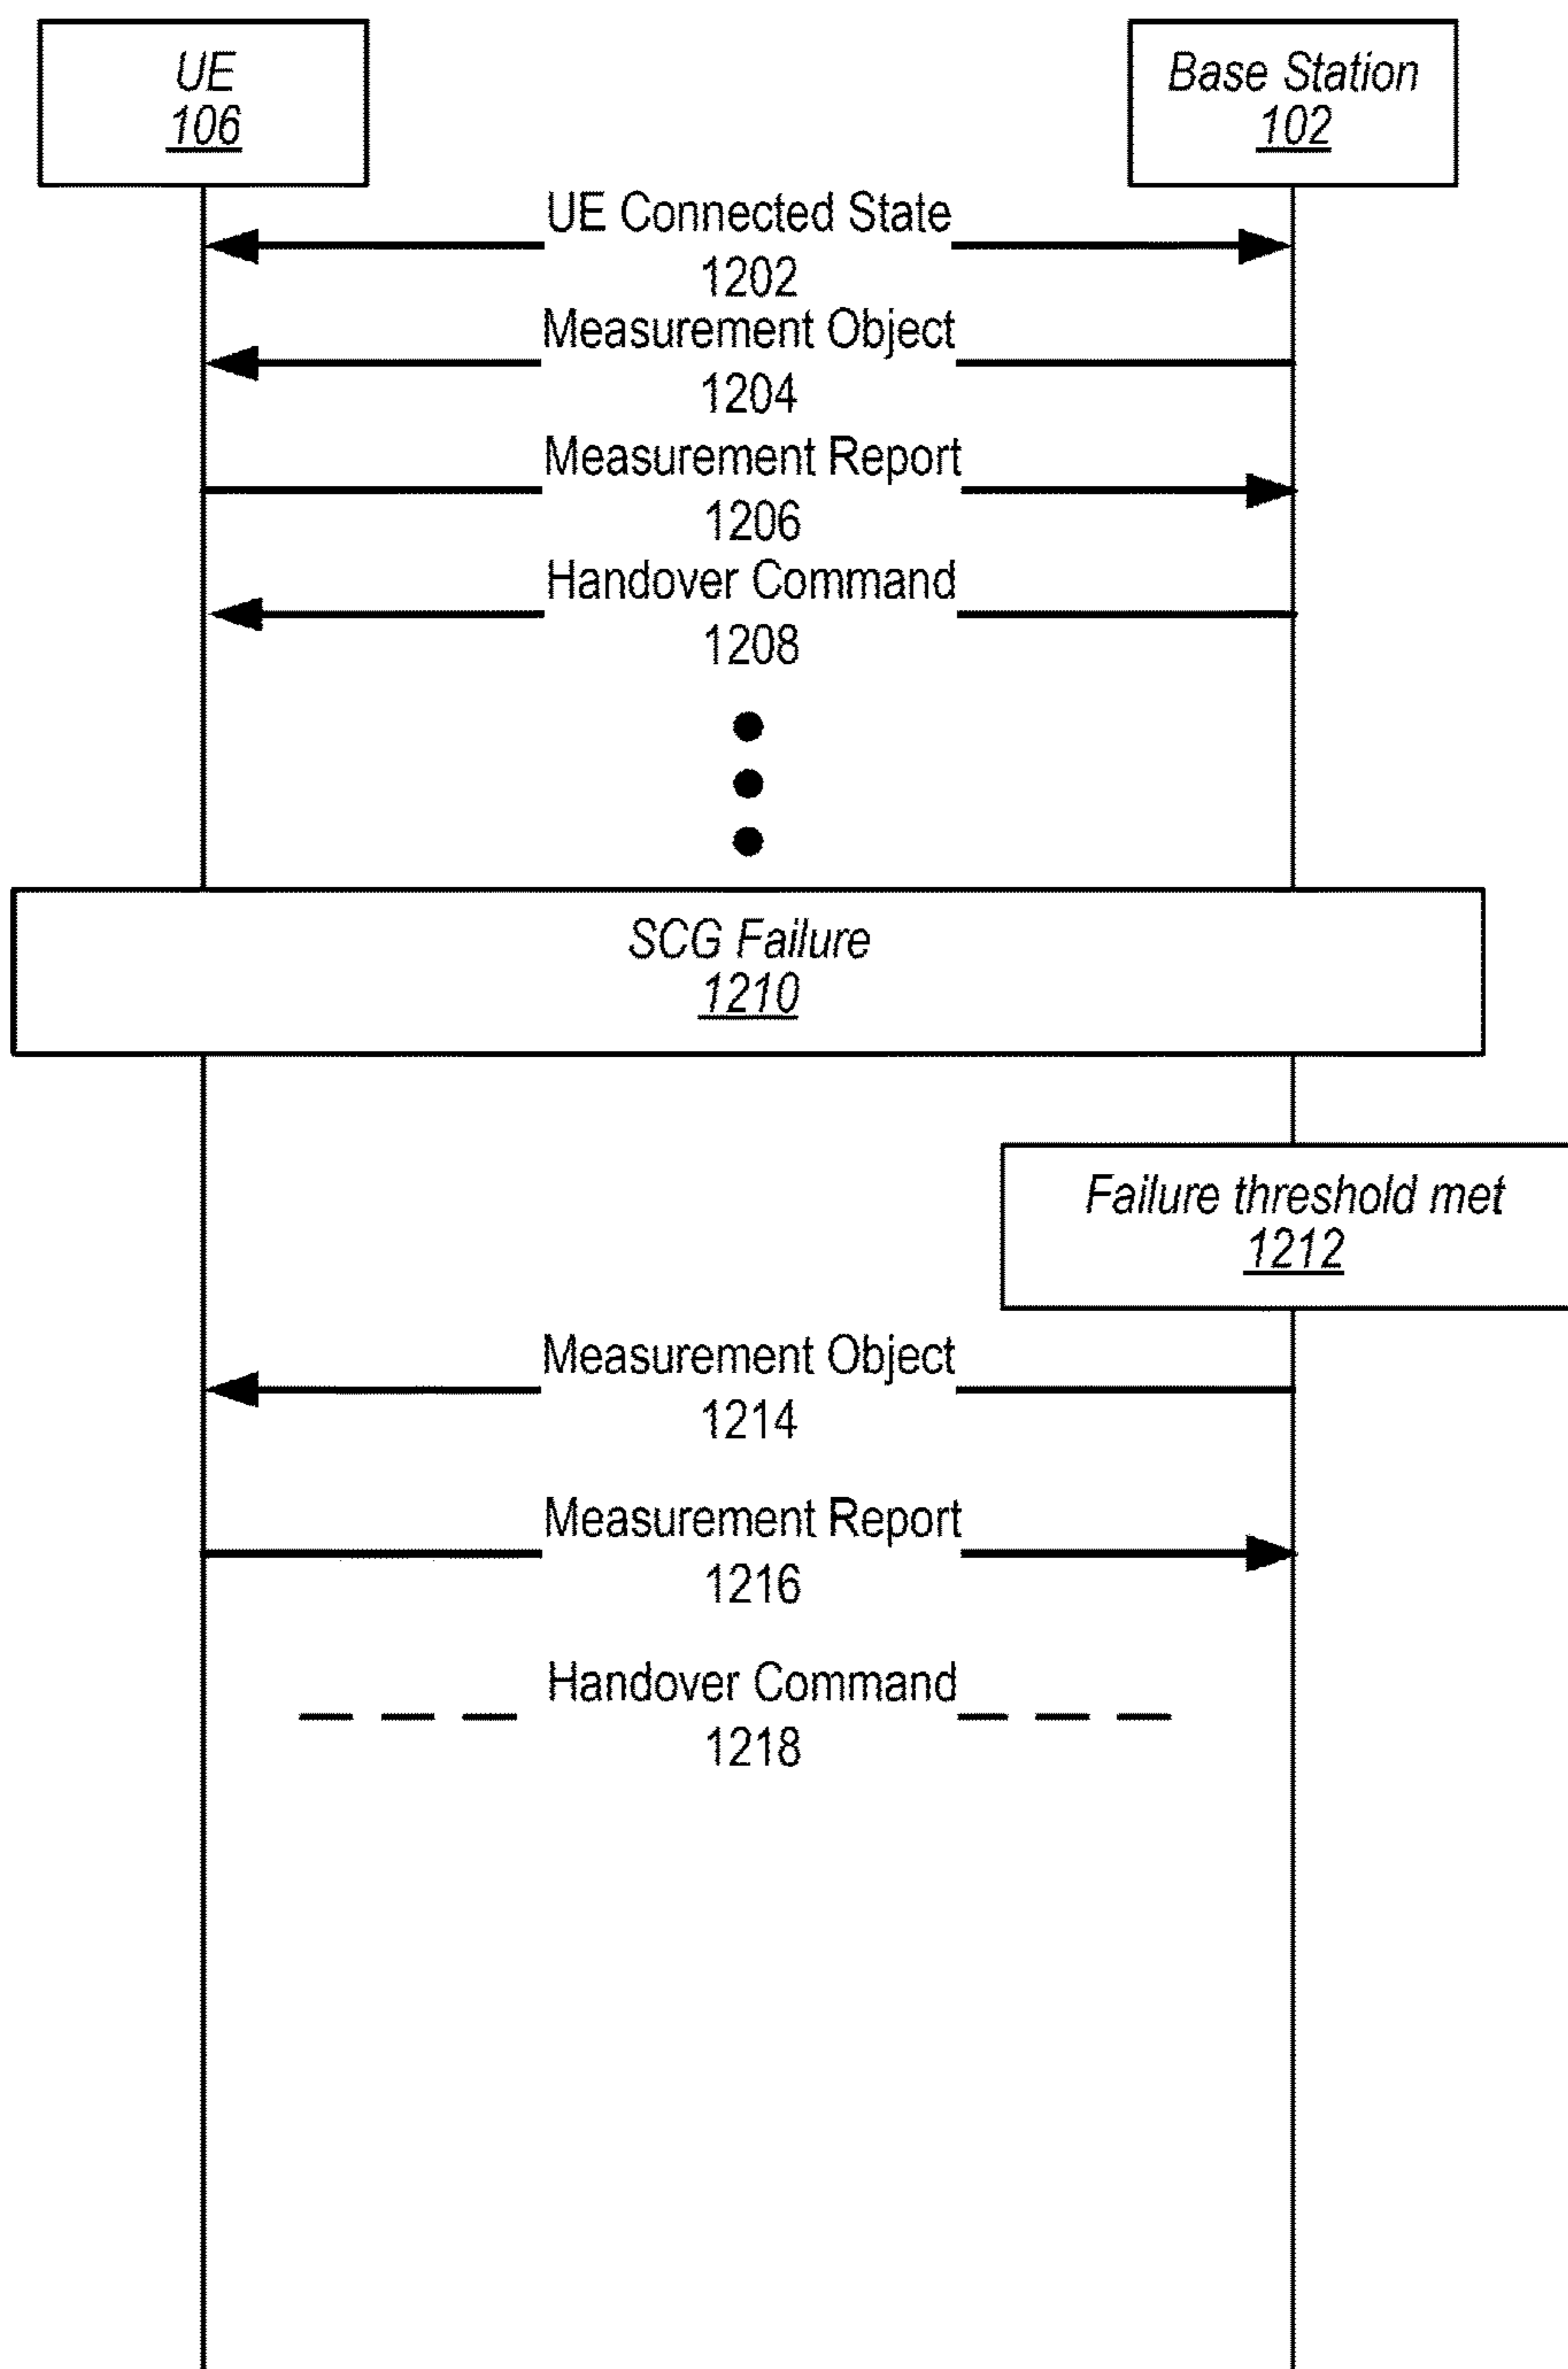 UE
106
Base Station
102
UE Connected State
1202
Measurement Object
1204
Measurement Report
1206
Handover Command
1208
SCG Failure
1210
Failure threshold met
1212
Measurement Object
1214
Measurement Report
1216
Handover Command
1218